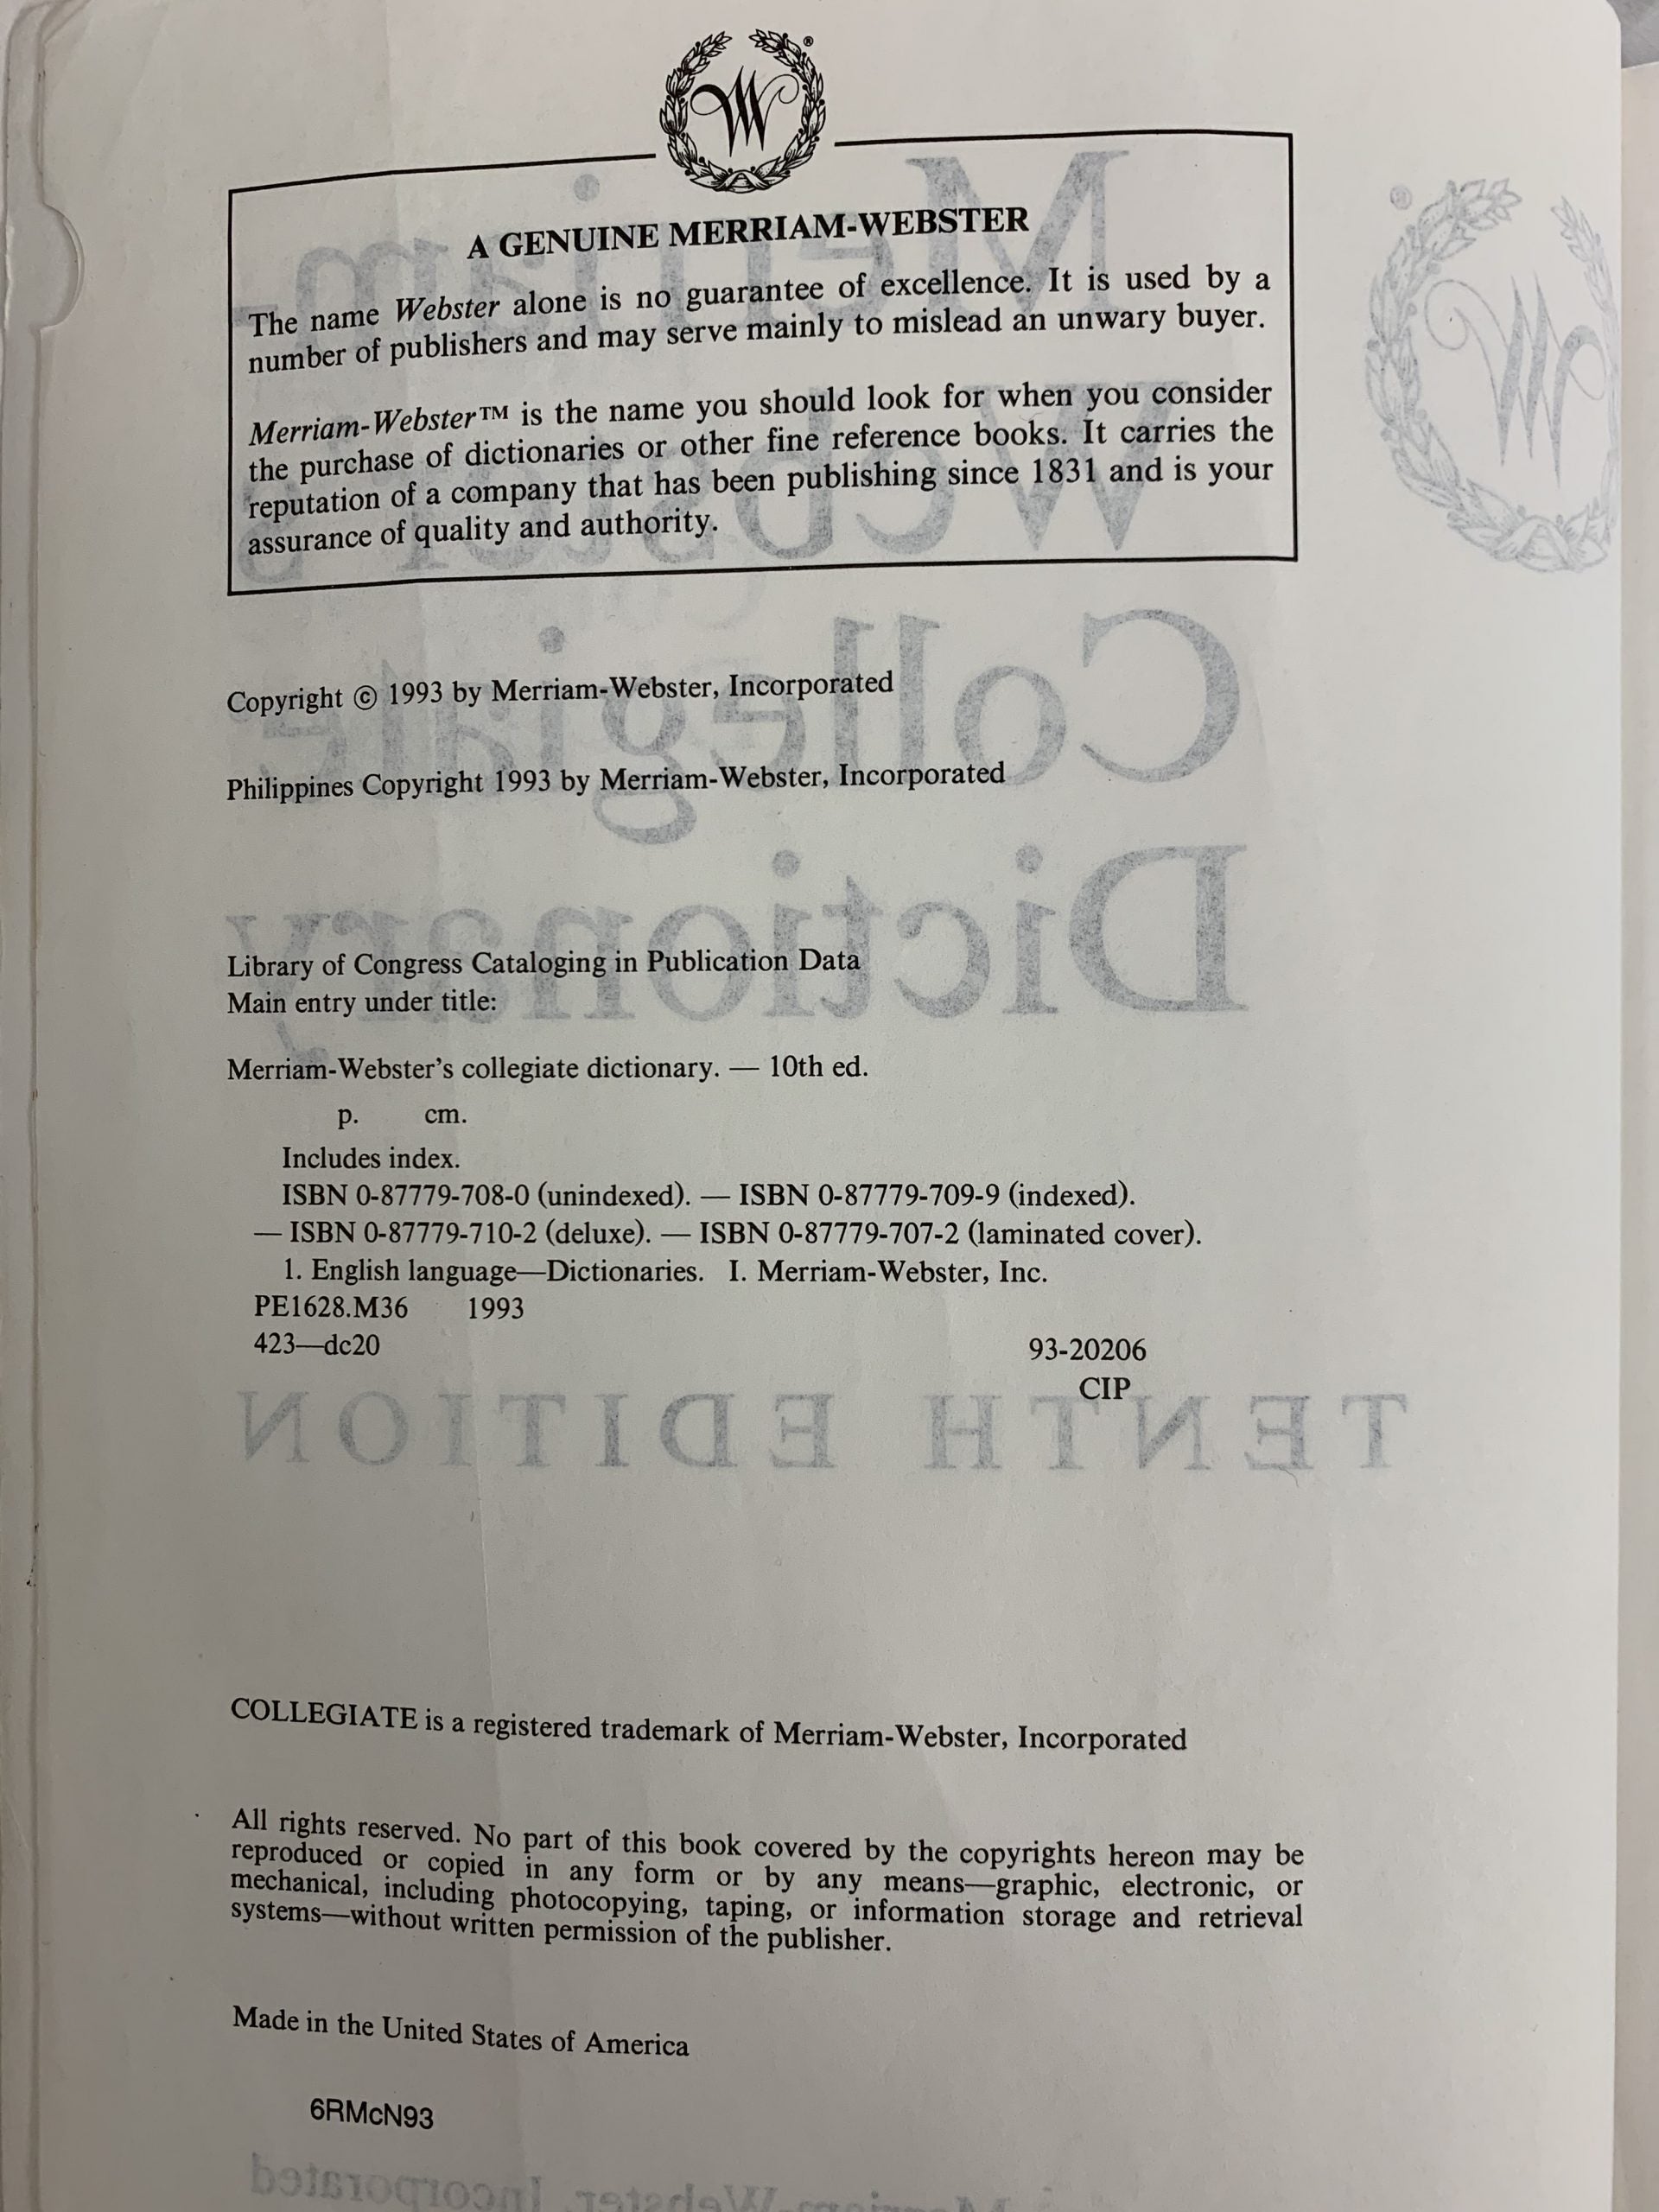 W ®
A GENUINE MERRIAM-WEBSTER
The name Webster alone is no guarantee of excellence. It is used by a
number of publishers and may serve mainly to mislead an unwary buyer.
Merriam-Webster™ is the name you should look for when you consider
the purchase of dictionaries or other fine reference books. It carries the
reputation of a company that has been publishing since 1831 and is your
assurance of quality and authority.
Copyright © 1993 by Merriam-Webster, Incorporated
Philippines Copyright 1993 by Merriam-Webster, Incorporated
Library of Congress Cataloging in Publication Data
Main entry under title:
Merriam-Webster's collegiate dictionary. — 10th ed.
p. cm.
Includes index.
ISBN 0-87779-708-0 (unindexed). — ISBN 0-87779-709-9 (indexed).
— ISBN 0-87779-710-2 (deluxe). — ISBN 0-87779-707-2 (laminated cover).
1. English language—Dictionaries. I. Merriam-Webster, Inc.
PE1628.M36 1993
423—dc20 93-20206
CIP
COLLEGIATE is a registered trademark of Merriam-Webster, Incorporated
All rights reserved. No part of this book covered by the copyrights hereon may be
reproduced or copied in any form or by any means—graphic, electronic, or
mechanical, including photocopying, taping, or information storage and retrieval
systems—without written permission of the publisher.
Made in the United States of America
6RMcN93
Merriam-
Webster's
Collegiate
Dictionary
TENTH EDITION
Merriam-Webster, Incorporated